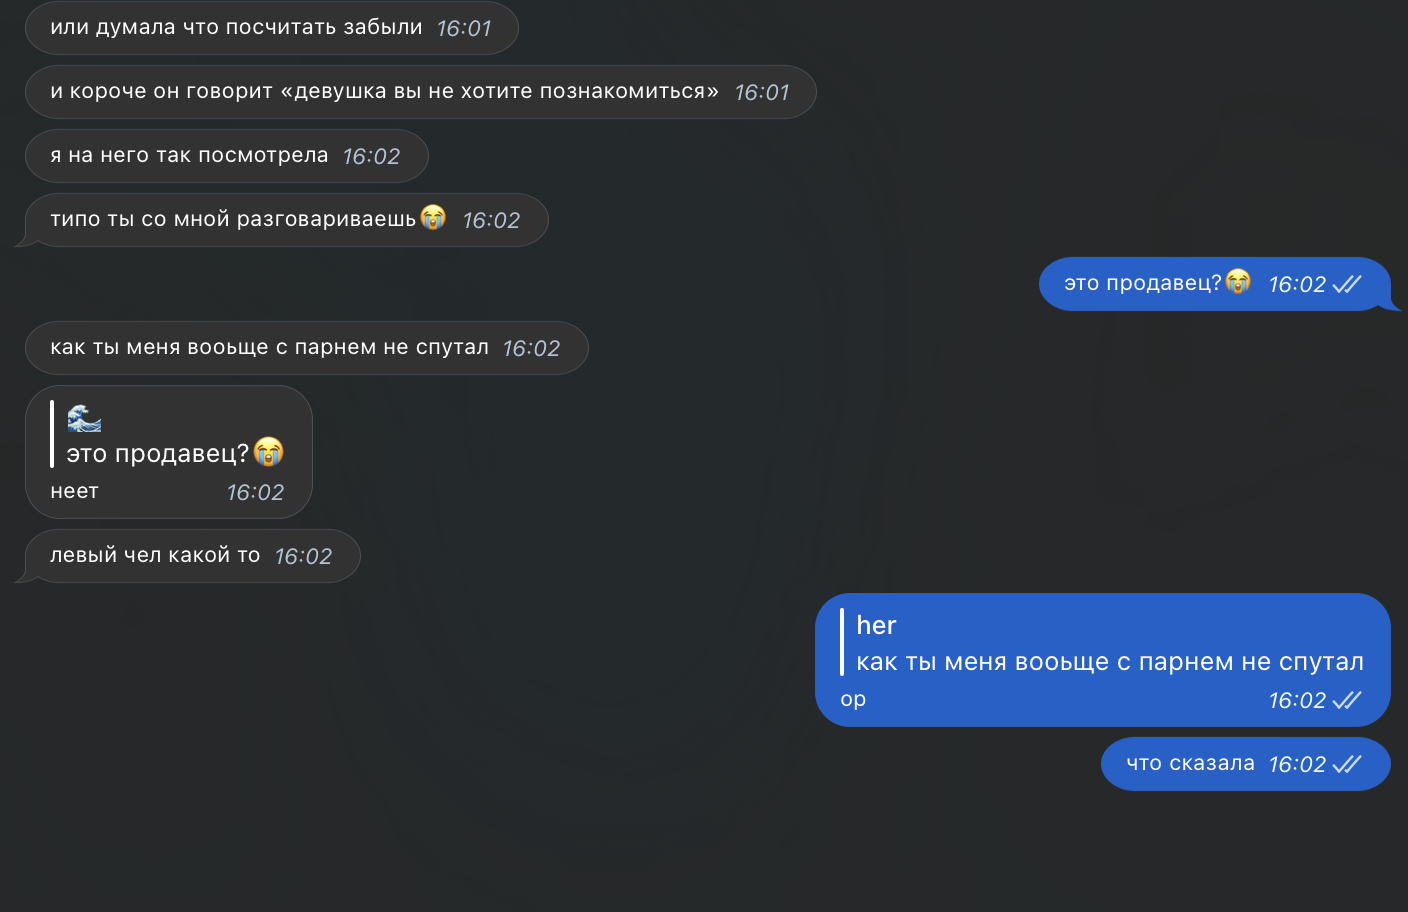 или думала что посчитать забыли 16:01
и короче он говорит «девушка вы не хотите познакомиться» 16:01
я на него так посмотрела 16:02
типо ты со мной разговариваешь😭 16:02
это продавец?😭 16:02
как ты меня вооьще с парнем не спутал 16:02
🌊
это продавец?😭
неет 16:02
левый чел какой то 16:02
her
как ты меня вооьще с парнем не спутал
ор 16:02
что сказала 16:02